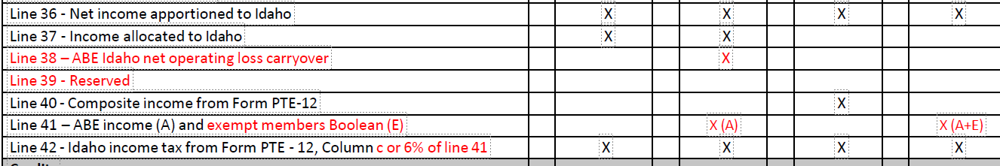 Line 36 - Net income apportioned to Idaho X X X X
Line 37 - Income allocated to Idaho X X
Line 38 – ABE Idaho net operating loss carryover X
Line 39 - Reserved
Line 40 - Composite income from Form PTE-12 X
Line 41 – ABE income (A) and exempt members Boolean (E) X (A) X (A+E)
Line 42 - Idaho income tax from Form PTE - 12, Column c or 6% of line 41 X X X X